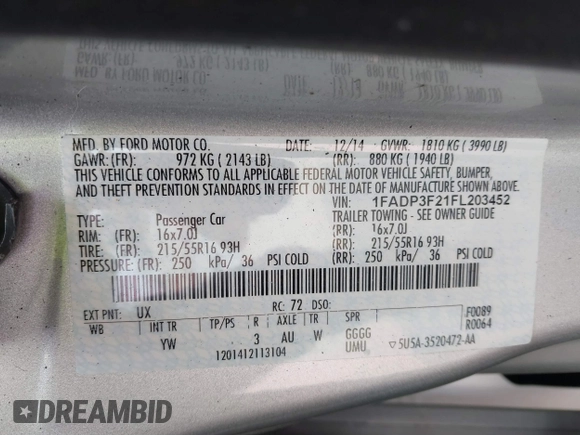 MFD. BY FORD MOTOR CO. DATE: 12/14 GVWR: 1810 KG ( 3990 LB)
GAWR: (FR): 972 KG ( 2143 LB) (RR): 880 KG ( 1940 LB)
THIS VEHICLE CONFORMS TO ALL APPLICABLE FEDERAL MOTOR VEHICLE SAFETY, BUMPER,
AND THEFT PREVENTION STANDARDS IN EFFECT ON THE DATE OF MANUFACTURE SHOWN ABOVE.
VIN: 1FADP3F21FL203452
TYPE: Passenger Car TRAILER TOWING - SEE OWNER GUIDE
RIM: (FR): 16x7.0J (RR): 16x7.0J
TIRE: (FR): 215/55R16 93H (RR): 215/55R16 93H
PRESSURE: (FR): 250 kPa/ 36 PSI COLD (RR): 250 kPa/ 36 PSI COLD
EXT PNT: UX RC: 72 DSO: F0089
WB INT TR TP/PS R AXLE TR SPR R0064
YW 3 AU W GGGG
1201412113104 UMU ▽5U5A-3520472-AA
DREAMBID